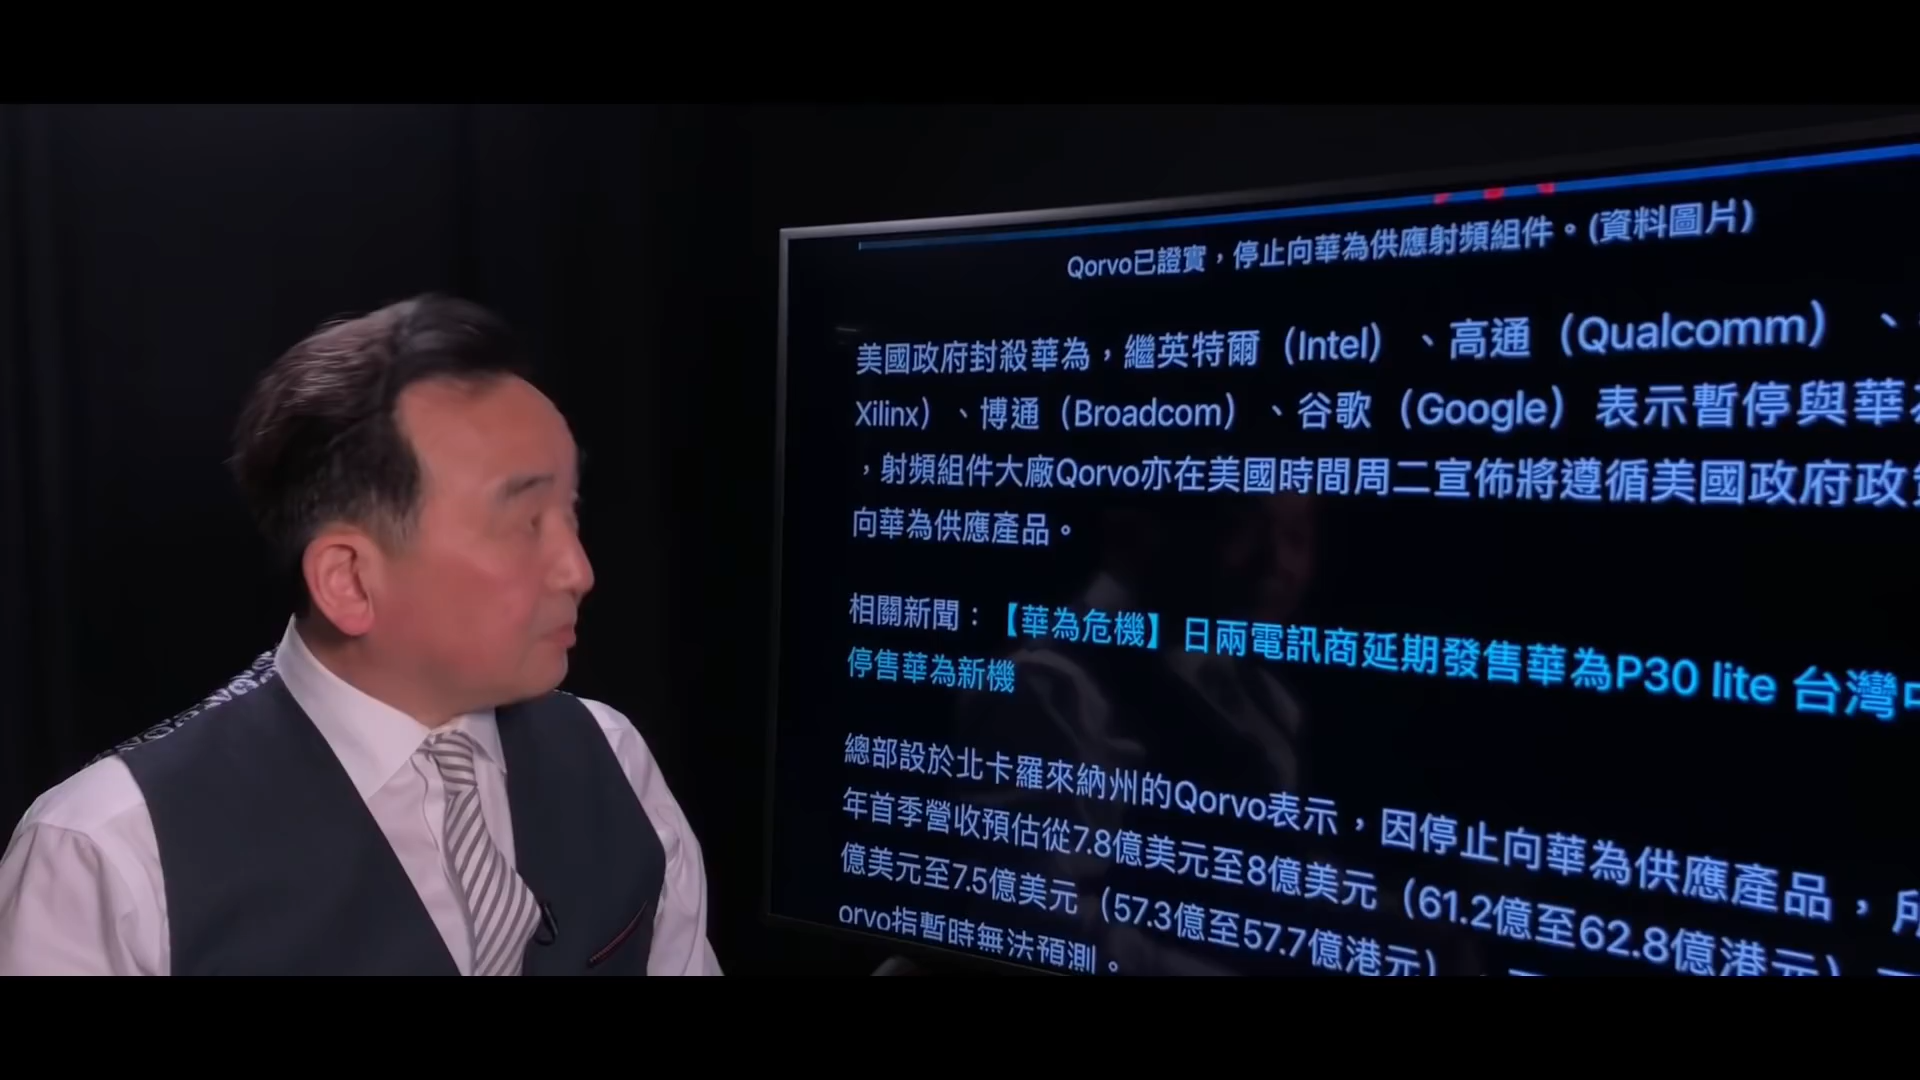 Qorvo已證實，停止向華為供應射頻組件。(資料圖片)
美國政府封殺華為，繼英特爾（Intel）、高通（Qualcomm）、
Xilinx）、博通（Broadcom）、谷歌（Google）表示暫停與華為
，射頻組件大廠Qorvo亦在美國時間周二宣佈將遵循美國政府政策
向華為供應產品。
相關新聞：【華為危機】日兩電訊商延期發售華為P30 lite 台灣中
停售華為新機
總部設於北卡羅來納州的Qorvo表示，因停止向華為供應產品，所
年首季營收預估從7.8億美元至8億美元（61.2億至62.8億港元）
億美元至7.5億美元（57.3億至57.7億港元）
orvo指暫時無法預測。